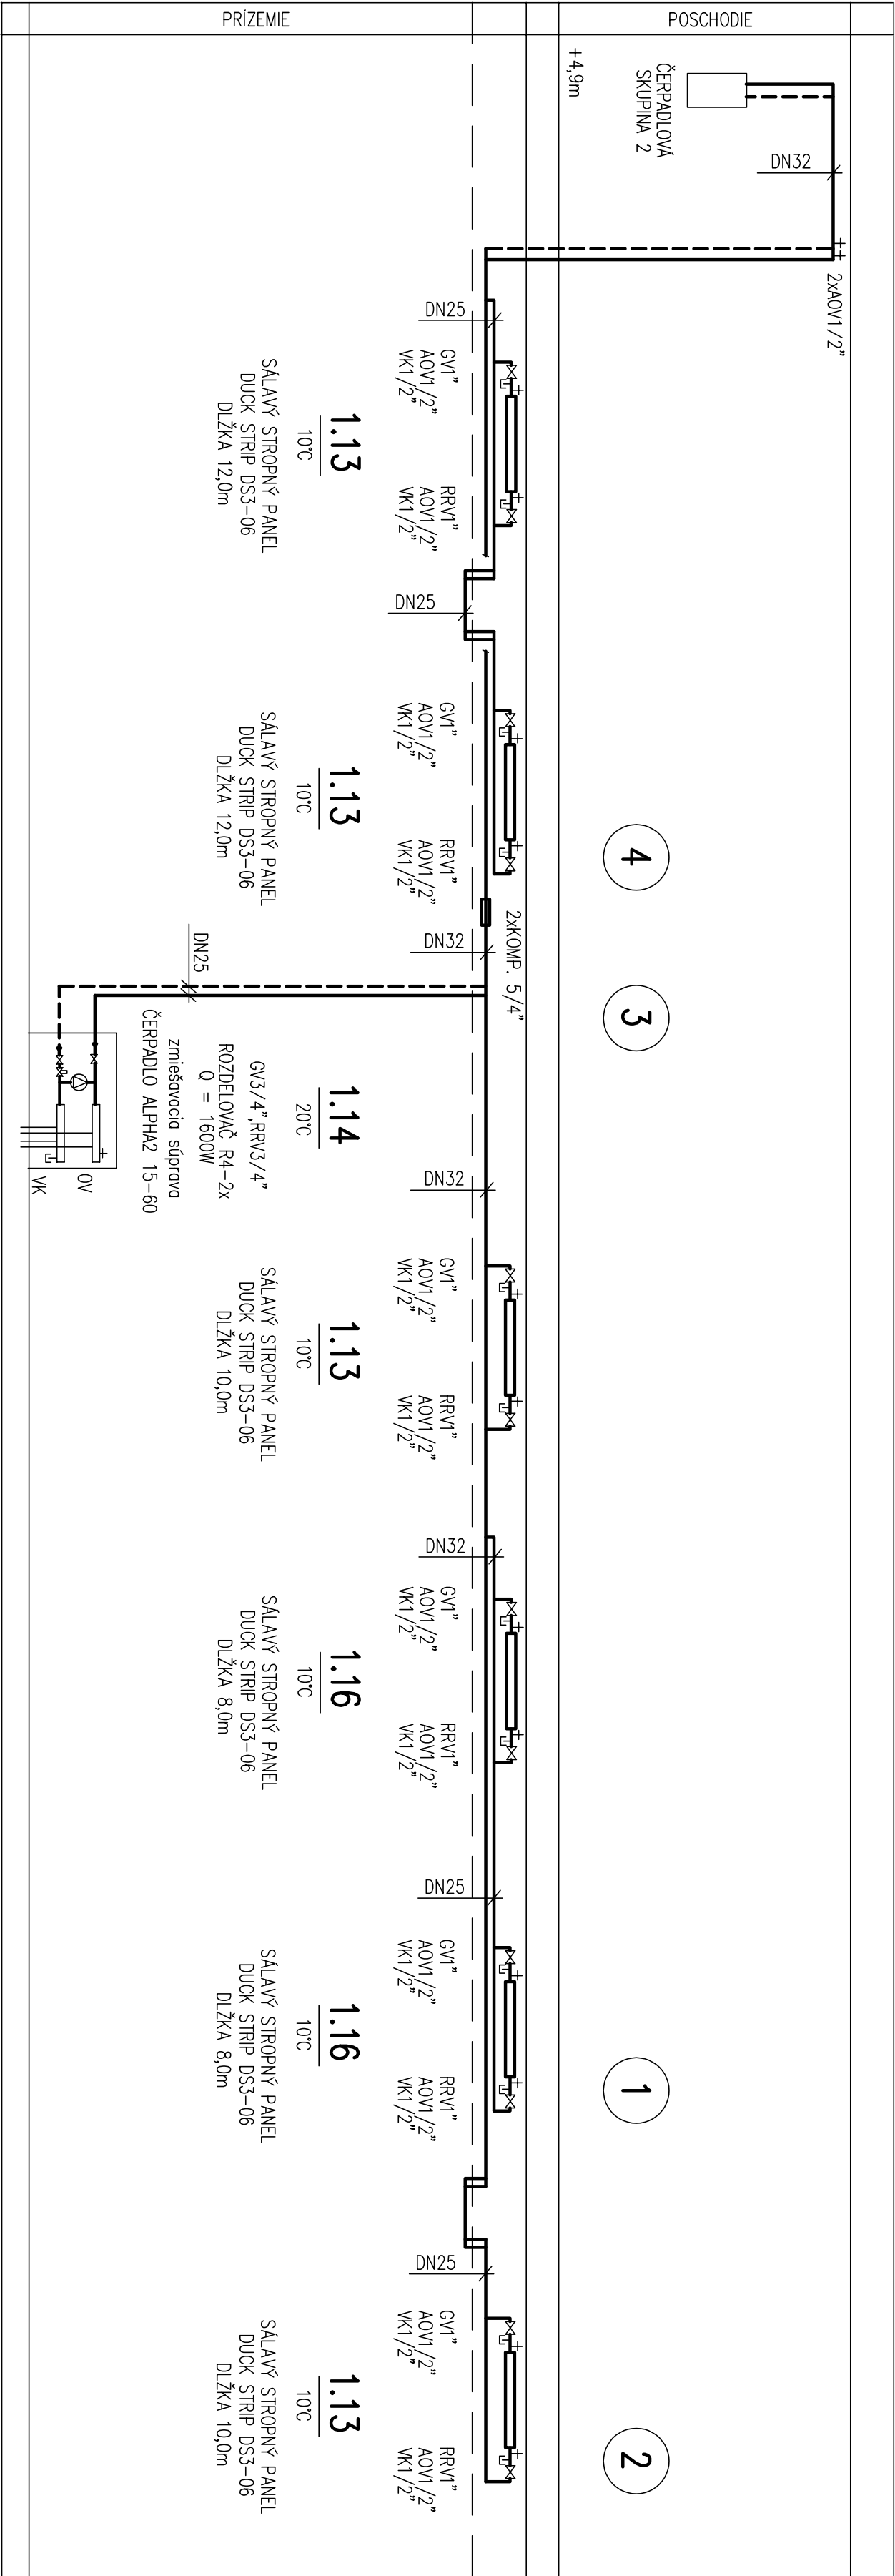 POSCHODIE
PRÍZEMIE
ČERPADLOVÁ
SKUPINA 2
+4,9m
DN32
2xAOV1/2"
DN25
GV1"
AOV1/2"
VK1/2"
RRV1"
AOV1/2"
VK1/2"
1.13
10°C
SÁLAVÝ STROPNÝ PANEL
DUCK STRIP DS3-06
DLŽKA 12,0m
DN25
GV1"
AOV1/2"
VK1/2"
RRV1"
AOV1/2"
VK1/2"
1.13
10°C
SÁLAVÝ STROPNÝ PANEL
DUCK STRIP DS3-06
DLŽKA 12,0m
4
2xKOMP. 5/4"
DN32
3
DN25
1.14
20°C
GV3/4",RRV3/4"
ROZDELOVAČ R4-2x
Q = 1600W
zmiešavacia súprava
ČERPADLO ALPHA2 15-60
OV
VK
DN32
GV1"
AOV1/2"
VK1/2"
RRV1"
AOV1/2"
VK1/2"
1.13
10°C
SÁLAVÝ STROPNÝ PANEL
DUCK STRIP DS3-06
DLŽKA 10,0m
DN32
GV1"
AOV1/2"
VK1/2"
RRV1"
AOV1/2"
VK1/2"
1.16
10°C
SÁLAVÝ STROPNÝ PANEL
DUCK STRIP DS3-06
DLŽKA 8,0m
DN25
GV1"
AOV1/2"
VK1/2"
RRV1"
AOV1/2"
VK1/2"
1.16
10°C
SÁLAVÝ STROPNÝ PANEL
DUCK STRIP DS3-06
DLŽKA 8,0m
1
DN25
GV1"
AOV1/2"
VK1/2"
RRV1"
AOV1/2"
VK1/2"
1.13
10°C
SÁLAVÝ STROPNÝ PANEL
DUCK STRIP DS3-06
DLŽKA 10,0m
2